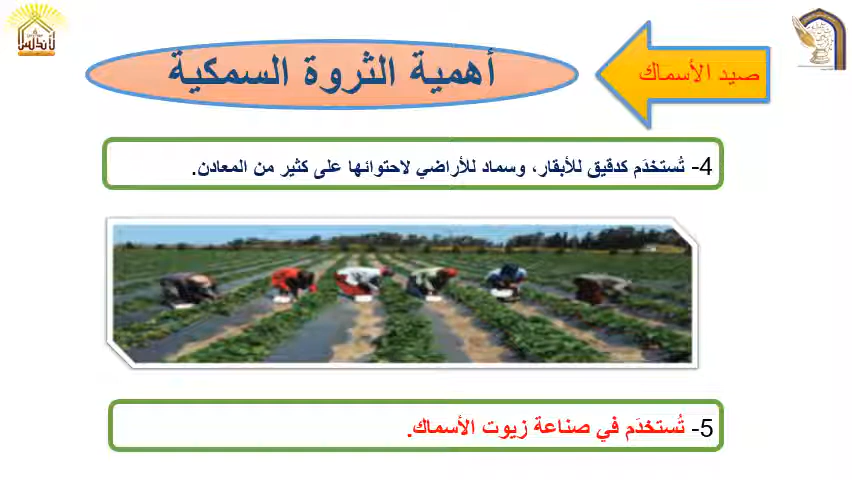 صيد الأسماك
أهمية الثروة السمكية
4- تُستخدَم كدقيق للأبقار، وسماد للأراضي لاحتوائها على كثير من المعادن.
5- تُستخدَم في صناعة زيوت الأسماك.